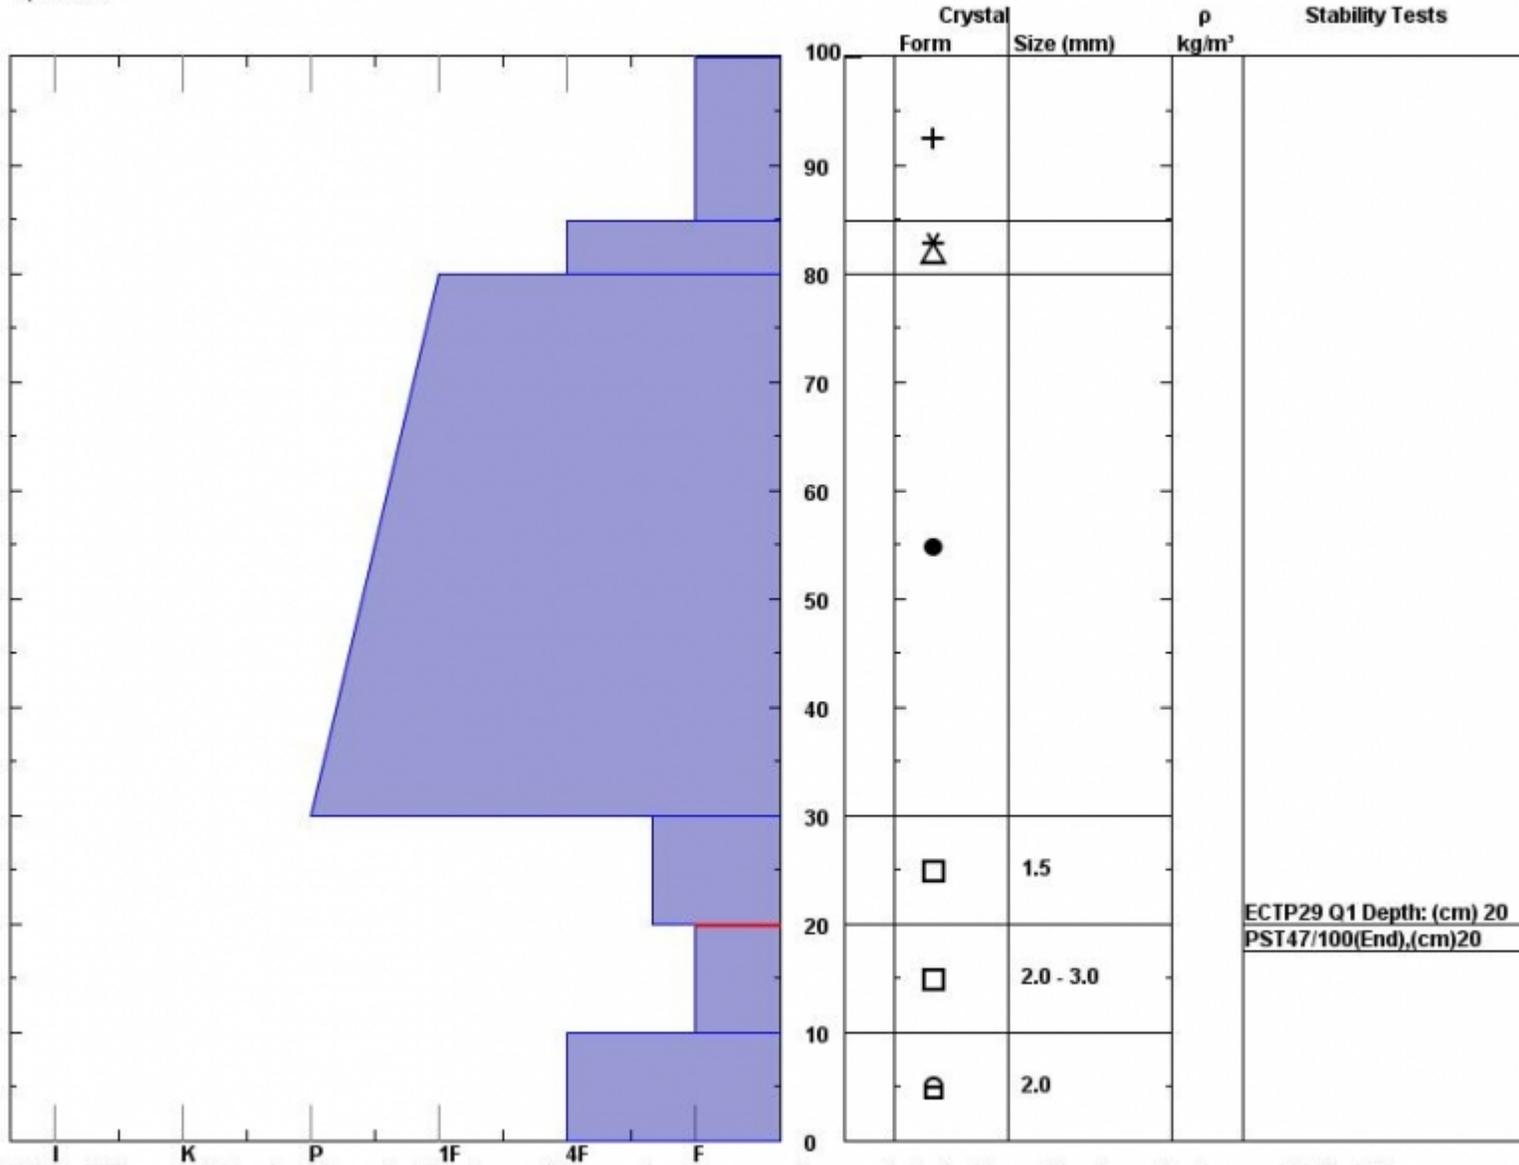 Crystal ρ Stability Tests
Form Size (mm) kg/m³
100
90
80
70
60
50
40
30
1.5
ECTP29 Q1 Depth: (cm) 20
20
PST47/100(End),(cm)20
2.0 - 3.0
10
2.0
0
I K P 1F 4F F